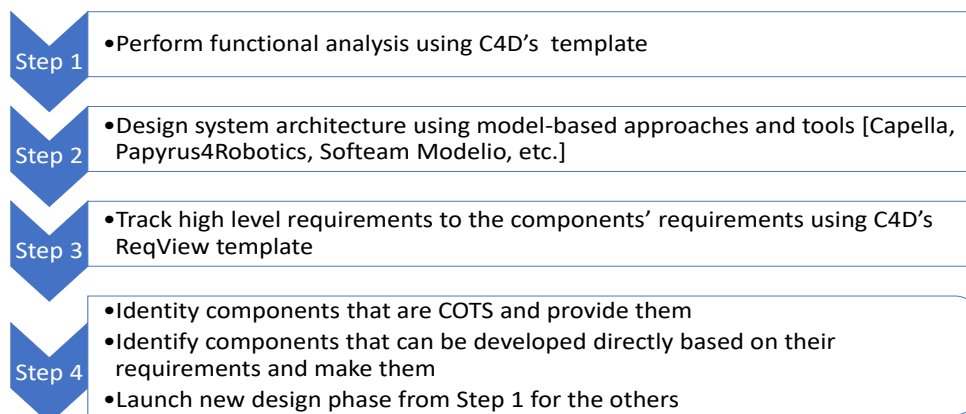 Step 1
•Perform functional analysis using C4D’s template
Step 2
•Design system architecture using model-based approaches and tools [Capella,
Papyrus4Robotics, Softeam Modelio, etc.]
Step 3
•Track high level requirements to the components’ requirements using C4D’s
ReqView template
Step 4
•Identity components that are COTS and provide them
•Identify components that can be developed directly based on their
requirements and make them
•Launch new design phase from Step 1 for the others